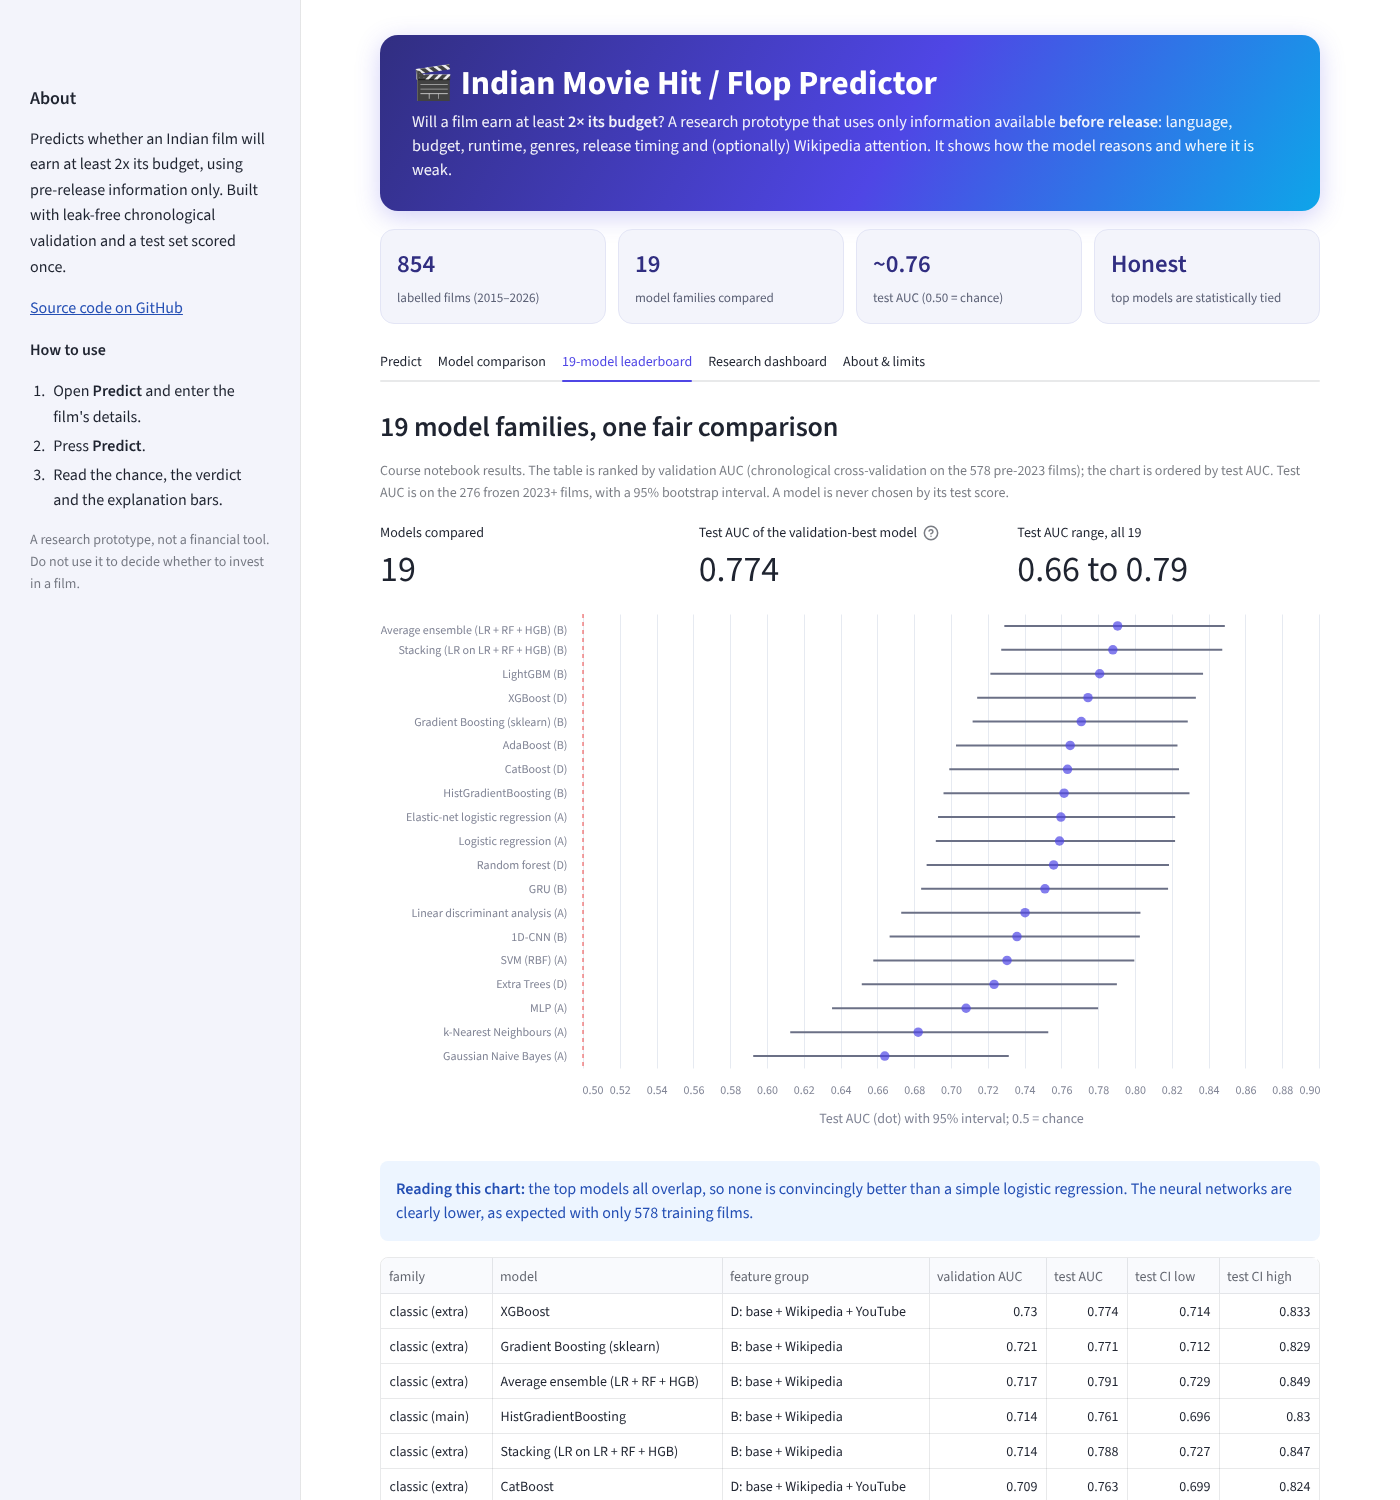 About
Predicts whether an Indian film will
earn at least 2x its budget, using
pre-release information only. Built
with leak-free chronological
validation and a test set scored
once.
Source code on GitHub
How to use
1. Open Predict and enter the
film's details.
2. Press Predict.
3. Read the chance, the verdict
and the explanation bars.
A research prototype, not a financial tool.
Do not use it to decide whether to invest
in a film.
🎬 Indian Movie Hit / Flop Predictor
Will a film earn at least 2× its budget? A research prototype that uses only information available before release: language,
budget, runtime, genres, release timing and (optionally) Wikipedia attention. It shows how the model reasons and where it is
weak.
854
labelled films (2015–2026)
19
model families compared
~0.76
test AUC (0.50 = chance)
Honest
top models are statistically tied
Predict Model comparison 19-model leaderboard Research dashboard About & limits
19 model families, one fair comparison
Course notebook results. The table is ranked by validation AUC (chronological cross-validation on the 578 pre-2023 films); the chart is ordered by test AUC. Test
AUC is on the 276 frozen 2023+ films, with a 95% bootstrap interval. A model is never chosen by its test score.
Models compared
19
Test AUC of the validation-best model
0.774
Test AUC range, all 19
0.66 to 0.79
Average ensemble (LR + RF + HGB) (B)
Stacking (LR on LR + RF + HGB) (B)
LightGBM (B)
XGBoost (D)
Gradient Boosting (sklearn) (B)
AdaBoost (B)
CatBoost (D)
HistGradientBoosting (B)
Elastic-net logistic regression (A)
Logistic regression (A)
Random forest (D)
GRU (B)
Linear discriminant analysis (A)
1D-CNN (B)
SVM (RBF) (A)
Extra Trees (D)
MLP (A)
k-Nearest Neighbours (A)
Gaussian Naive Bayes (A)
0.50 0.52 0.54 0.56 0.58 0.60 0.62 0.64 0.66 0.68 0.70 0.72 0.74 0.76 0.78 0.80 0.82 0.84 0.86 0.88 0.90
Test AUC (dot) with 95% interval; 0.5 = chance
Reading this chart: the top models all overlap, so none is convincingly better than a simple logistic regression. The neural networks are
clearly lower, as expected with only 578 training films.
family model feature group validation AUC test AUC test CI low test CI high
classic (extra) XGBoost D: base + Wikipedia + YouTube 0.73 0.774 0.714 0.833
classic (extra) Gradient Boosting (sklearn) B: base + Wikipedia 0.721 0.771 0.712 0.829
classic (extra) Average ensemble (LR + RF + HGB) B: base + Wikipedia 0.717 0.791 0.729 0.849
classic (main) HistGradientBoosting B: base + Wikipedia 0.714 0.761 0.696 0.83
classic (extra) Stacking (LR on LR + RF + HGB) B: base + Wikipedia 0.714 0.788 0.727 0.847
classic (extra) CatBoost D: base + Wikipedia + YouTube 0.709 0.763 0.699 0.824